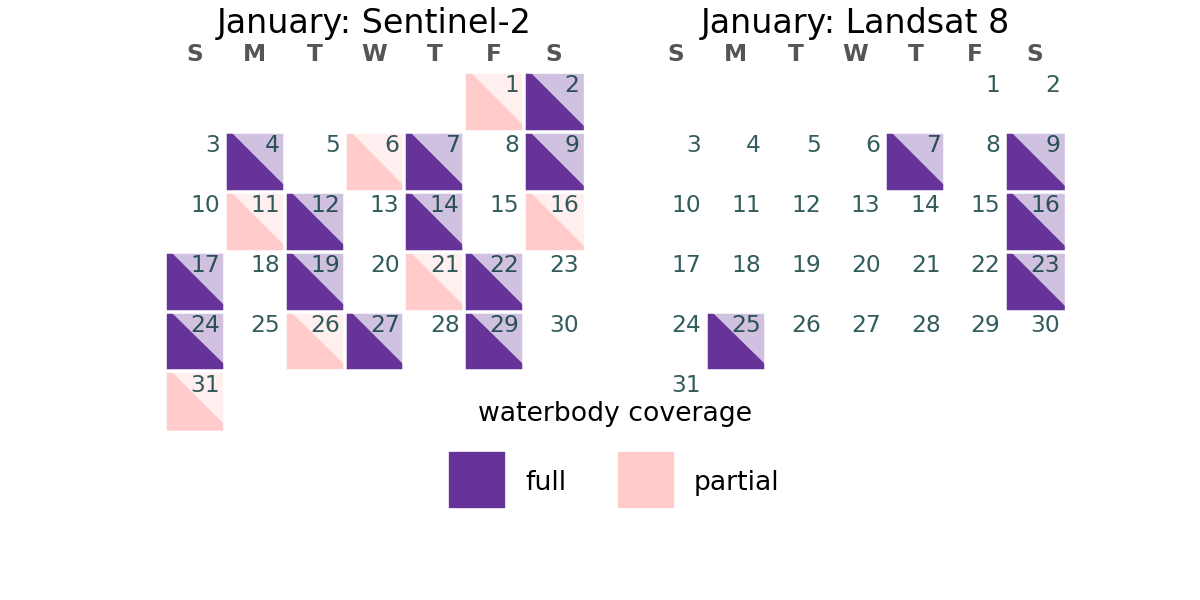 January: Sentinel-2
S M T W T F S
1 2
3 4 5 6 7 8 9
10 11 12 13 14 15 16
17 18 19 20 21 22 23
24 25 26 27 28 29 30
31
January: Landsat 8
S M T W T F S
1 2
3 4 5 6 7 8 9
10 11 12 13 14 15 16
17 18 19 20 21 22 23
24 25 26 27 28 29 30
31
waterbody coverage
full partial